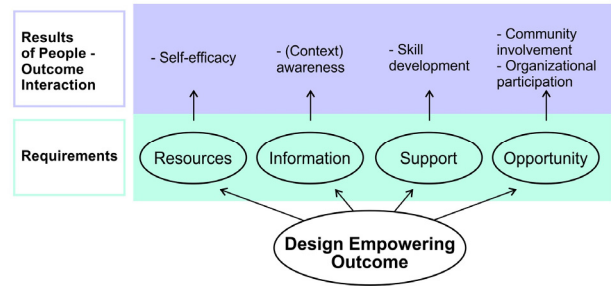 Results
of People -
Outcome
Interaction
- Self-efficacy
- (Context)
awareness
- Skill
development
- Community
involvement
- Organizational
participation
Requirements
Resources
Information
Support
Opportunity
Design Empowering
Outcome